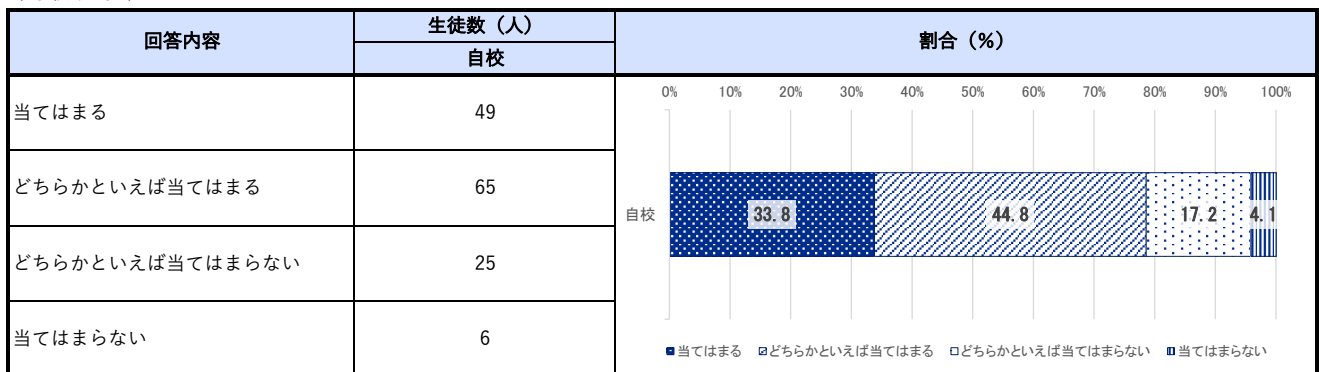 回答内容
生徒数（人）
自校
割合（%）
0% 10% 20% 30% 40% 50% 60% 70% 80% 90% 100%
当てはまる 49
どちらかといえば当てはまる 65
自校 33.8 44.8 17.2 4.1
どちらかといえば当てはまらない 25
当てはまらない 6
当てはまる どちらかといえば当てはまる どちらかといえば当てはまらない 当てはまらない